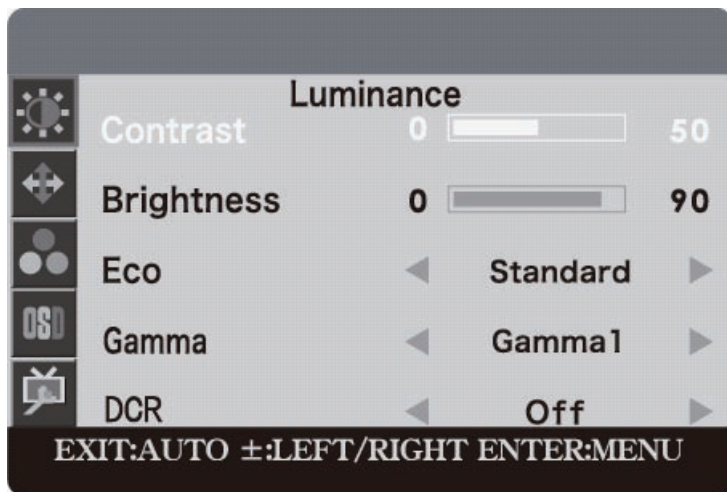 Luminance
Contrast 0 50
Brightness 0 90
Eco Standard
OSD
Gamma Gamma1
DCR Off
EXIT:AUTO ±:LEFT/RIGHT ENTER:MENU